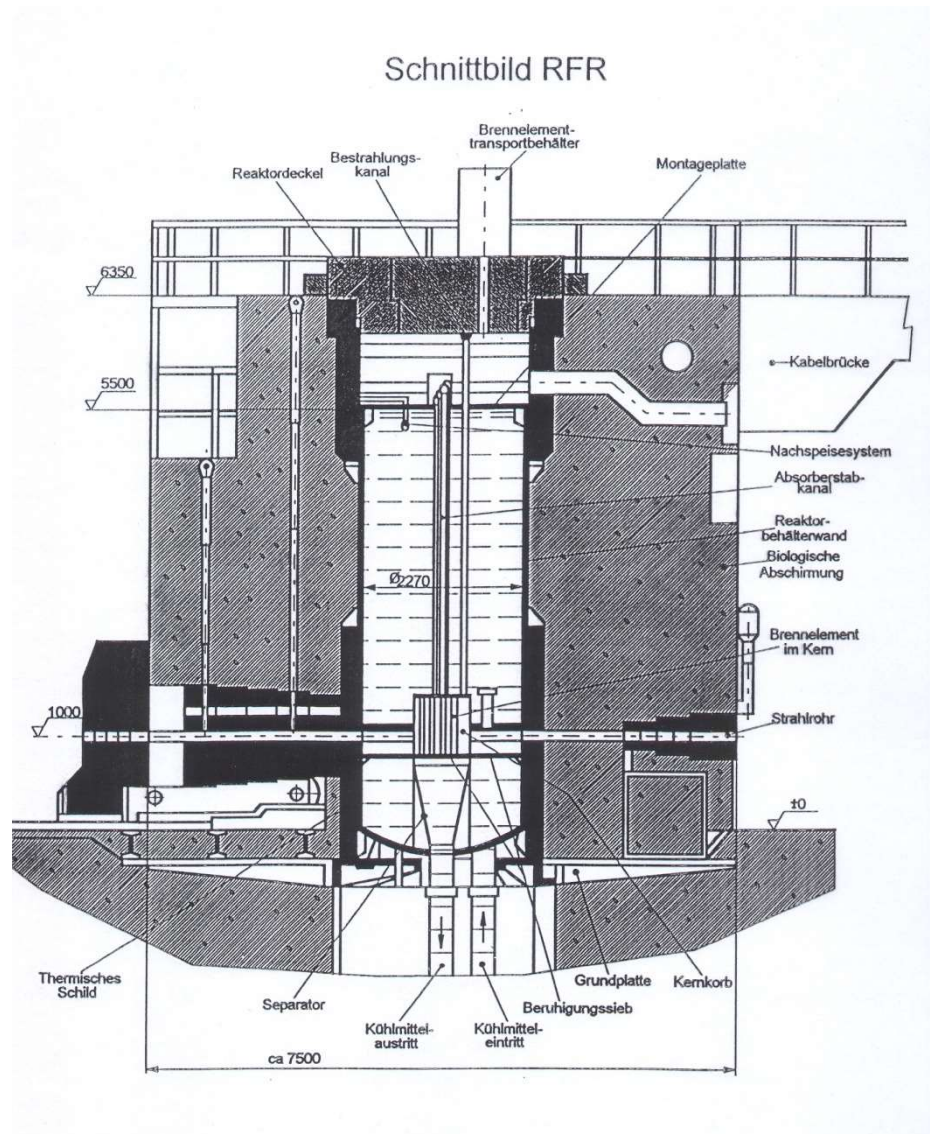 Schnittbild RFR
Brennelement-
transportbehälter
Bestrahlungs-
kanal
Reaktordeckel
Montageplatte
6350
Kabelbrücke
5500
Nachspeisesystem
Absorberstab-
kanal
Reaktor-
behälterwand
Biologische
Abschirmung
Ø2270
Brennelement
im Kern
1000
Strahlrohr
±0
Thermisches
Schild
Separator
Kühlmittel-
austritt
Kühlmittel-
eintritt
Beruhigungssieb
Grundplatte
Kernkorb
ca 7500